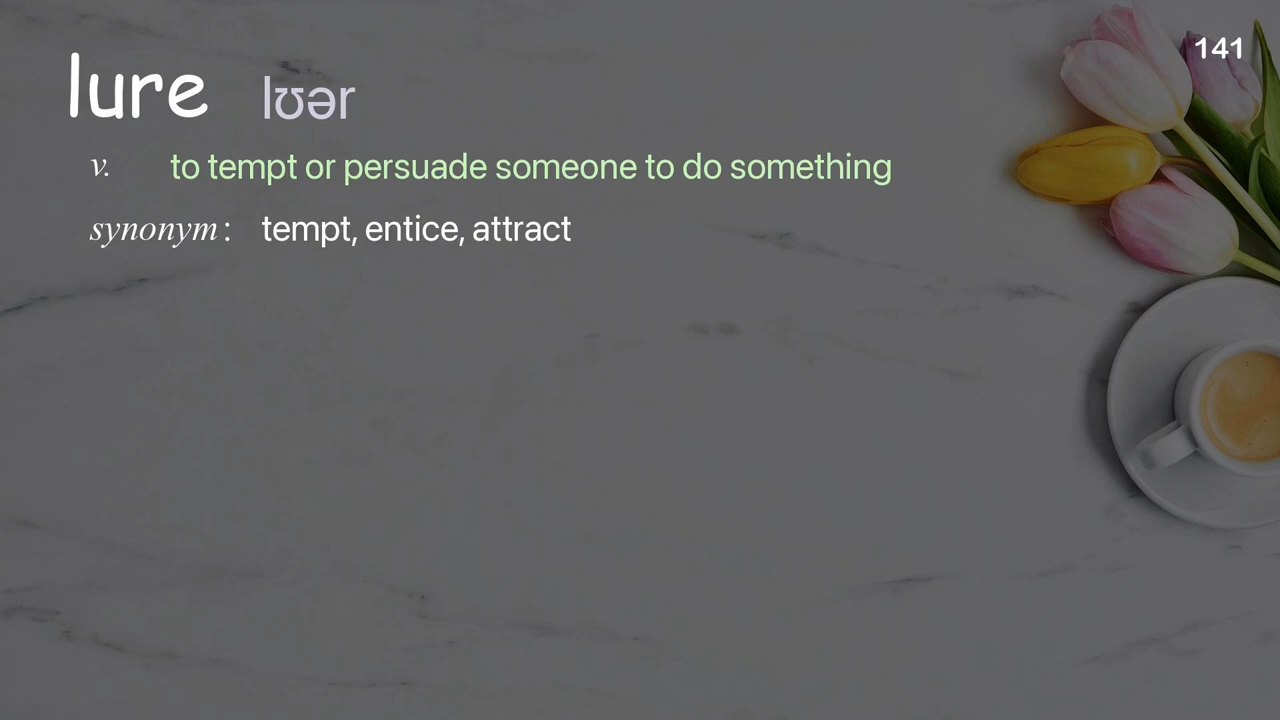 141
lure lʊər
v. to tempt or persuade someone to do something
synonym: tempt, entice, attract